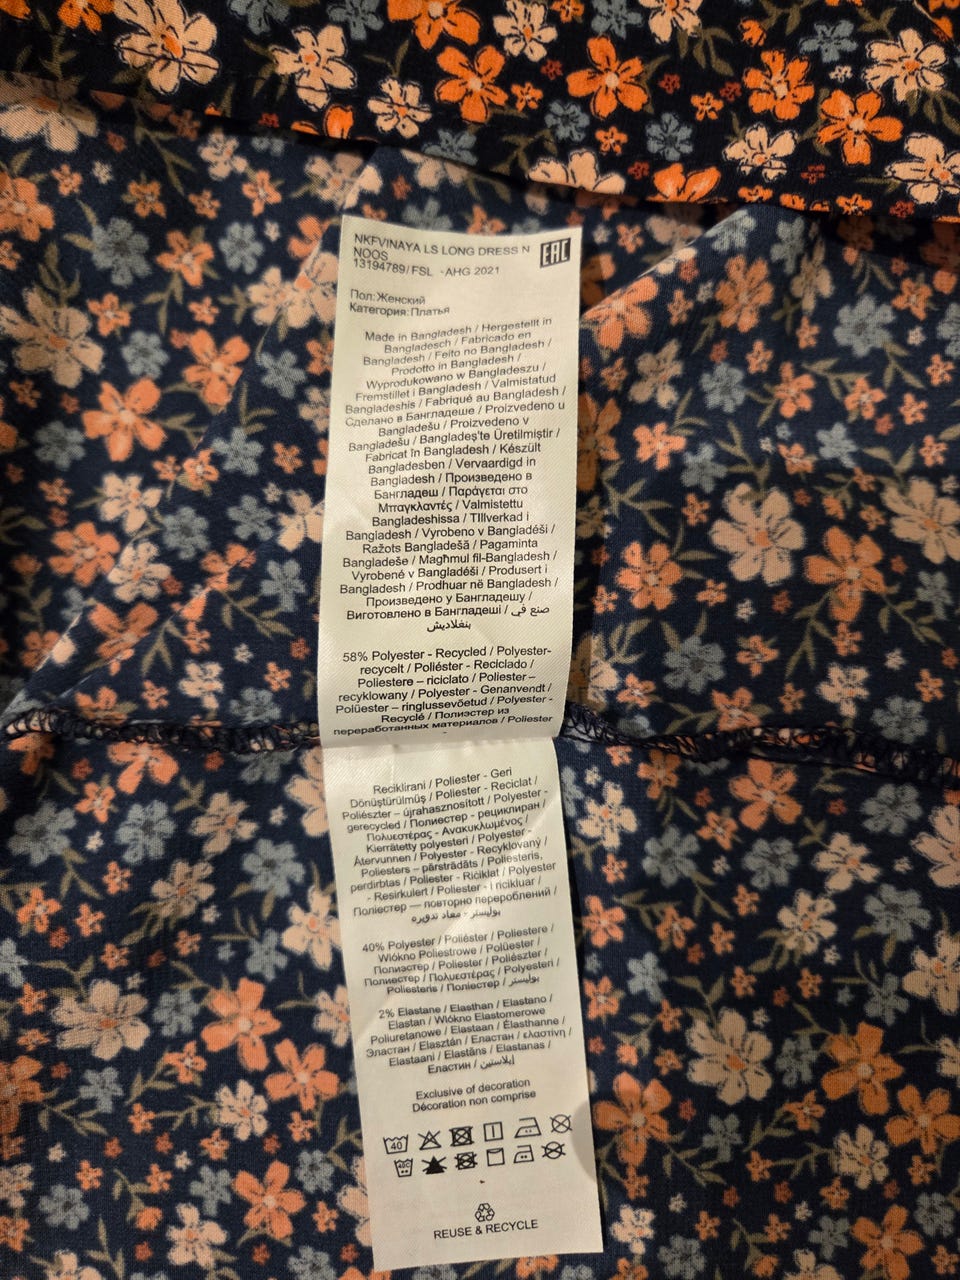 NKFVINAYA LS LONG DRESS N
NOOS
13194789/FSL -AHG 2021
EAC
Пол:Женский
Категория:Платья
Made in Bangladesh / Hergestellt in
Bangladesch / Fabricado en
Bangladesh / Feito no Bangladesh /
Prodotto in Bangladesh /
Wyprodukowano w Bangladeszu /
Fremstillet i Bangladesh / Valmistatud
Bangladeshis / Fabriqué au Bangladesh /
Сделано в Бангладеше / Proizvedeno u
Bangladešu / Proizvedeno v
Bangladešu / Bangladeş'te Üretilmiştir /
Fabricat în Bangladesh / Készült
Bangladesben / Vervaardigd in
Bangladesh / Произведено в
Бангладеш / Παράγεται στο
Μπαγκλαντές / Valmistettu
Bangladeshissa / TIllverkad i
Bangladesh / Vyrobeno v Bangladéši /
Ražots Bangladešā / Pagaminta
Bangladeše / Magħmul fil-Bangladesh /
Vyrobené v Bangladéši / Produsert i
Bangladesh / Prodhuar në Bangladesh /
Произведено у Бангладешу /
Виготовлено в Бангладеші / صنع في
بنغلاديش
58% Polyester - Recycled / Polyester-
recycelt / Poliéster - Reciclado /
Poliestere – riciclato / Poliester –
recyklowany / Polyester - Genanvendt /
Polüester – ringlussevõetud / Polyester -
Recyclé / Полиэстер из
переработанных материалов / Poliester
-
Reciklirani / Poliester - Geri
Dönüştürülmüş / Poliester - Reciclat /
Poliészter – újrahasznosított / Polyester -
gerecycled / Полиестер - рециклиран /
Πολυεστέρας - Ανακυκλωμένος /
Kierrätetty polyesteri / Polyester -
Återvunnen / Polyester - Recyklovaný /
Poliesters – pārstrādāts / Poliesteris,
perdirbtas / Poliester - Riċiklat / Polyester
- Resirkulert / Poliester - i ricikluar /
Поліестер — повторно перероблений /
بوليستر - معاد تدويره
40% Polyester / Poliéster / Poliestere /
Włókno Poliestrowe / Polüester /
Полиэстер / Poliester / Poliészter /
Полиестер / Πολυεστέρας / Polyesteri /
Poliesteris / Поліестер / بوليستر
2% Elastane / Elasthan / Elastano /
Elastan / Włókno Elastomerowe
Poliuretanowe / Elastaan / Élasthanne /
Эластан / Elasztán / Еластан / ελαστίνη /
Elastaani / Elastāns / Elastanas /
Еластин / إيلاستين
Exclusive of decoration
Décoration non comprise
40
REUSE & RECYCLE